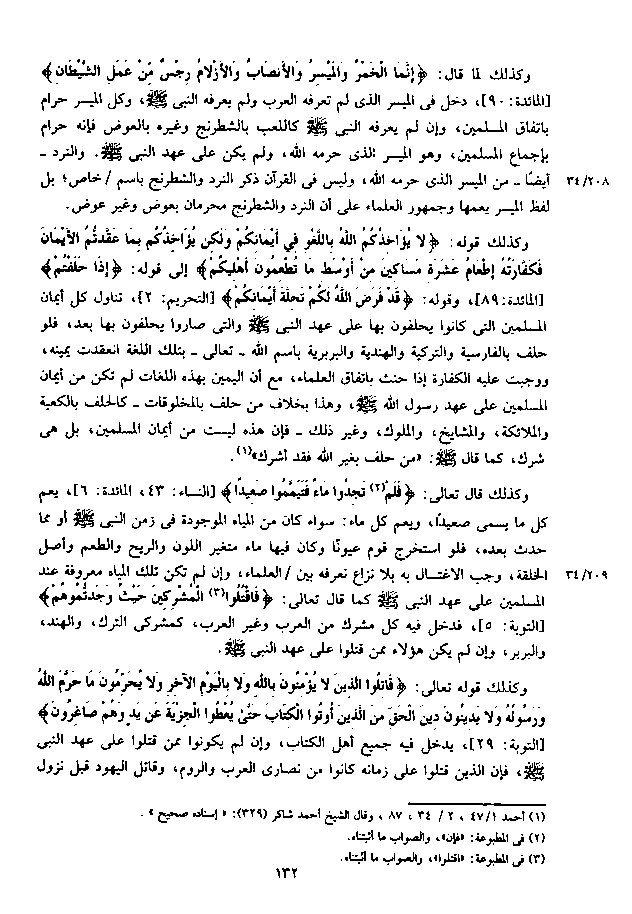 وكذلك لما قال: ﴿ إِنَّمَا الْخَمْرُ وَالْمَيْسِرُ وَالأَنصَابُ وَالأَزْلامُ رِجْسٌ مِّنْ عَمَلِ الشَّيْطَانِ ﴾
[المائدة: ٩٠]، دخل فى الميسر الذى لم تعرفه العرب ولم يعرفه النبى ﷺ، وكل الميسر حرام
باتفاق المسلمين، وإن لم يعرفه النبى ﷺ كاللعب بالشطرنج وغيره بالعوض فإنه حرام
بإجماع المسلمين، وهو الميسر الذى حرمه الله، ولم يكن على عهد النبى ﷺ. والنرد ـ
٣٤/٢٠٨ أيضًا ـ من الميسر الذى حرمه الله، وليس فى القرآن ذكر النرد والشطرنج باسم / خاص؛ بل
لفظ الميسر يعمها وجمهور العلماء على أن النرد والشطرنج محرمان بعوض وغير عوض.
وكذلك قوله: ﴿ لا يُؤَاخِذُكُمُ اللَّهُ بِاللَّغْوِ فِي أَيْمَانِكُمْ وَلَكِن يُؤَاخِذُكُم بِمَا عَقَّدتُّمُ الأَيْمَانَ
فَكَفَّارَتُهُ إِطْعَامُ عَشَرَةِ مَسَاكِينَ مِنْ أَوْسَطِ مَا تُطْعِمُونَ أَهْلِيكُمْ ﴾ إلى قوله: ﴿ إِذَا حَلَفْتُمْ ﴾
[المائدة: ٨٩]، وقوله: ﴿ قَدْ فَرَضَ اللَّهُ لَكُمْ تَحِلَّةَ أَيْمَانِكُمْ ﴾ [التحريم: ٢]، تناول كل أيمان
المسلمين التى كانوا يحلفون بها على عهد النبى ﷺ والتى صاروا يحلفون بها بعد، فلو
حلف بالفارسية والتركية والهندية والبربرية باسم الله ـ تعالى ـ بتلك اللغة انعقدت يمينه،
ووجبت عليه الكفارة إذا حنث باتفاق العلماء، مع أن اليمين بهذه اللغات لم تكن من أيمان
المسلمين على عهد رسول الله ﷺ، وهذا بخلاف من حلف بالمخلوقات ـ كالحلف بالكعبة
والملائكة، والمشايخ، والملوك، وغير ذلك ـ فإن هذه ليست من أيمان المسلمين، بل هى
شرك، كما قال ﷺ: «من حلف بغير الله فقد أشرك»(١).
وكذلك قال تعالى: ﴿ فَلَمْ(٢) تَجِدُوا مَاءً فَتَيَمَّمُوا صَعِيدًا ﴾ [النساء: ٤٣، المائدة: ٦]، يعم
كل ما يسمى صعيدًا، ويعم كل ماء: سواء كان من المياه الموجودة فى زمن النبى ﷺ أو مما
حدث بعده، فلو استخرج قوم عيونًا وكان فيها ماء متغير اللون والريح والطعم وأصل
٣٤/٢٠٩ الخلقة، وجب الاغتسال به بلا نزاع نعرفه بين / العلماء، وإن لم تكن تلك المياه معروفة عند
المسلمين على عهد النبى ﷺ كما قال تعالى: ﴿ فَاقْتُلُوا(٣) الْمُشْرِكِينَ حَيْثُ وَجَدتُّمُوهُمْ ﴾
[التوبة: ٥]، فدخل فيه كل مشرك من العرب وغير العرب، كمشركى الترك، والهند،
والبربر، وإن لم يكن هؤلاء ممن قتلوا على عهد النبى ﷺ.
وكذلك قوله تعالى: ﴿ قَاتِلُوا الَّذِينَ لا يُؤْمِنُونَ بِاللَّهِ وَلا بِالْيَوْمِ الآخِرِ وَلا يُحَرِّمُونَ مَا حَرَّمَ اللَّهُ
وَرَسُولُهُ وَلا يَدِينُونَ دِينَ الْحَقِّ مِنَ الَّذِينَ أُوتُوا الْكِتَابَ حَتَّىٰ يُعْطُوا الْجِزْيَةَ عَن يَدٍ وَهُمْ صَاغِرُونَ ﴾
[التوبة: ٢٩]، يدخل فيه جميع أهل الكتاب، وإن لم يكونوا ممن قتلوا على عهد النبى
ﷺ، فإن الذين قتلوا على زمانه كانوا من نصارى العرب والروم، وقاتل اليهود قبل نزول
(١) أحمد ٤٧/١ ، ٢ / ٣٤ ، ٨٧ ، وقال الشيخ أحمد شاكر (٣٢٩): « إسناده صحيح » .
(٢) فى المطبوعة: «فإن»، والصواب ما أثبتناه.
(٣) فى المطبوعة: «اقتلوا»، والصواب ما أثبتناه.
١٣٢